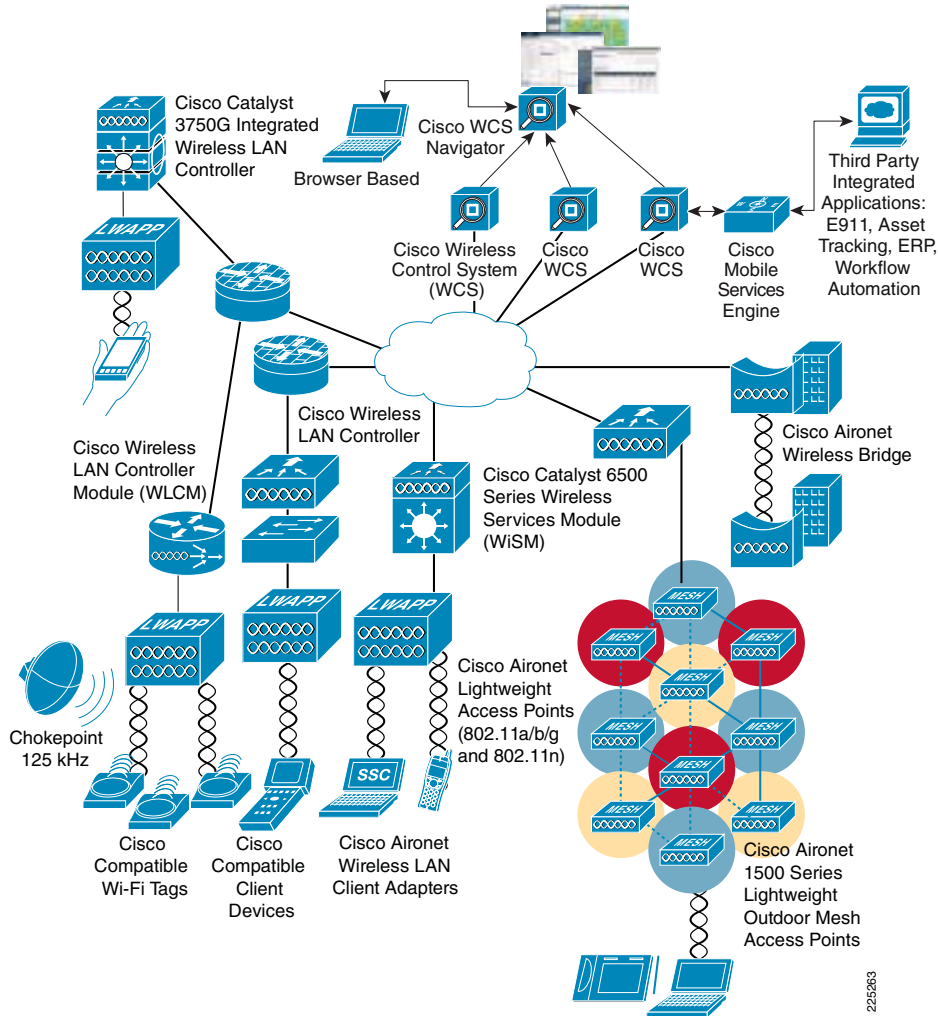 Cisco Catalyst
3750G Integrated
Wireless LAN
Controller
Browser Based
Cisco WCS
Navigator
Third Party
Integrated
Applications:
E911, Asset
Tracking, ERP,
Workflow
Automation
Cisco Wireless
Control System
(WCS)
Cisco
WCS
Cisco
WCS
Cisco
Mobile
Services
Engine
LWAPP
Cisco Wireless
LAN Controller
Module (WLCM)
Cisco Wireless
LAN Controller
Cisco Catalyst 6500
Series Wireless
Services Module
(WiSM)
Cisco Aironet
Wireless Bridge
LWAPP
LWAPP
LWAPP
Chokepoint
125 kHz
Cisco Aironet
Lightweight
Access Points
(802.11a/b/g
and 802.11n)
MESH
MESH
MESH
MESH
MESH
MESH
MESH
MESH
MESH
MESH
SSC
Cisco
Compatible
Wi-Fi Tags
Cisco
Compatible
Client
Devices
Cisco Aironet
Wireless LAN
Client Adapters
Cisco Aironet
1500 Series
Lightweight
Outdoor Mesh
Access Points
225263